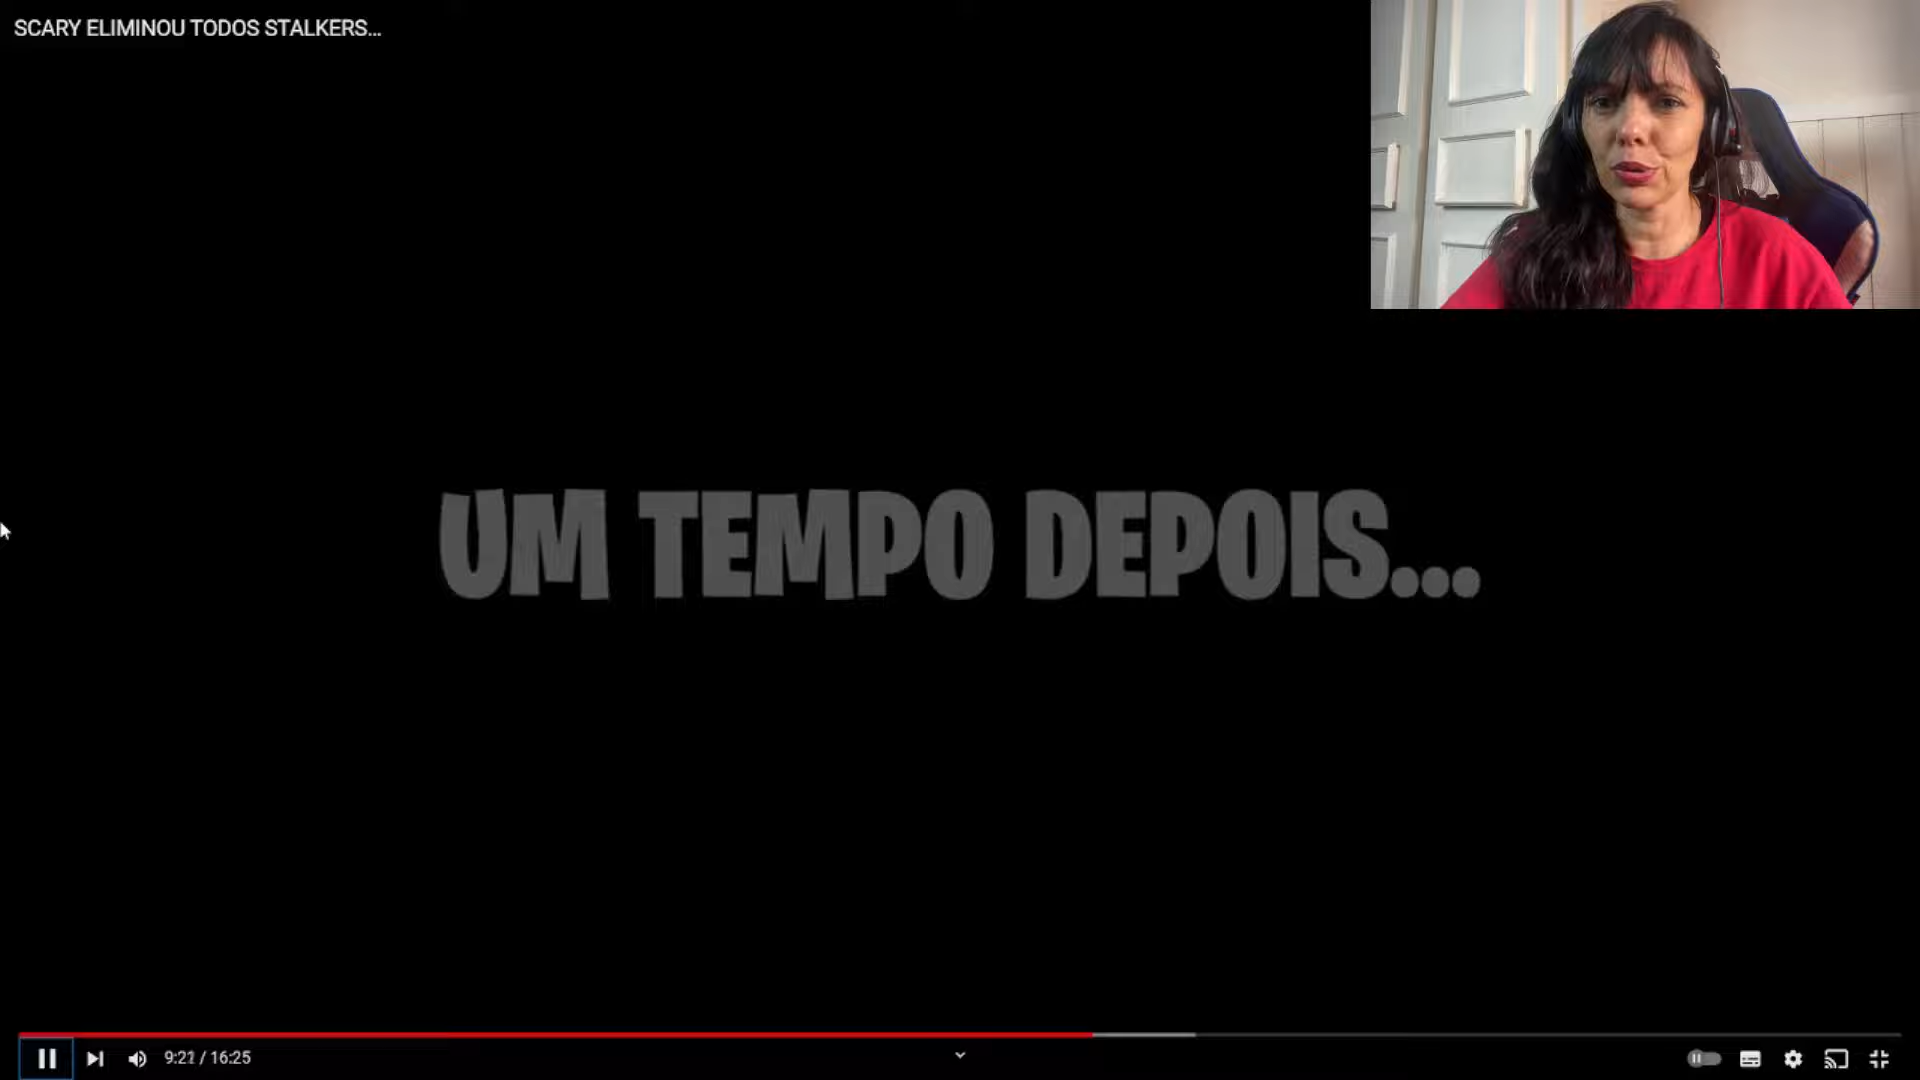 SCARY ELIMINOU TODOS STALKERS...
UM TEMPO DEPOIS...
9:21 / 16:25